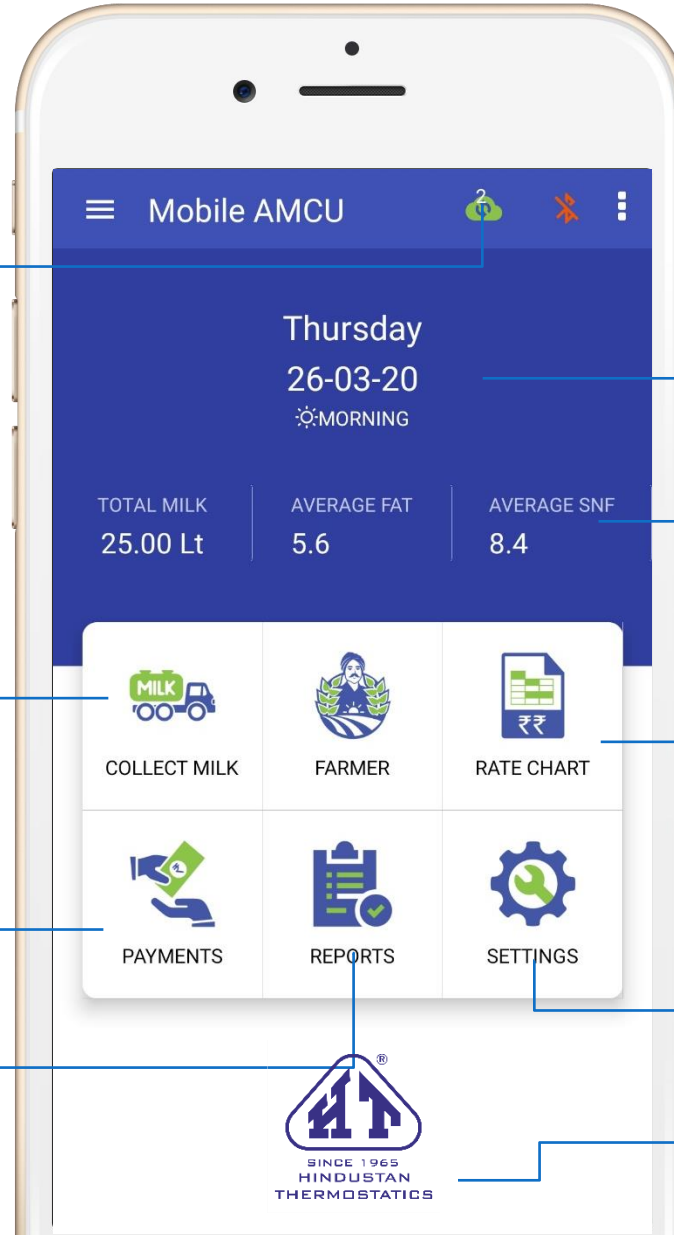 2
Mobile AMCU
Thursday
26-03-20
MORNING
TOTAL MILK AVERAGE FAT AVERAGE SNF
25.00 Lt 5.6 8.4
MILK ₹₹
COLLECT MILK FARMER RATE CHART
PAYMENTS REPORTS SETTINGS
HT®
SINCE 1965
HINDUSTAN
THERMOSTATICS